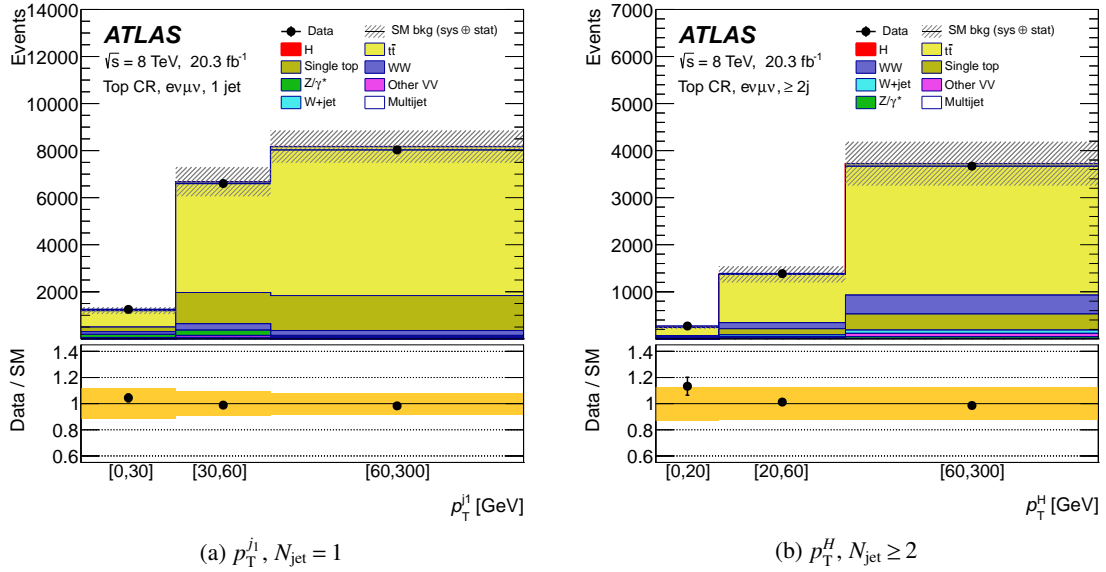 Events
14000
12000
10000
8000
6000
4000
2000
ATLAS
√s = 8 TeV, 20.3 fb⁻¹
Top CR, eνμν, 1 jet
Data
SM bkg (sys ⊕ stat)
H
tt̄
Single top
WW
Z/γ*
Other VV
W+jet
Multijet
Data / SM
1.4
1.2
1
0.8
0.6
[0,30] [30,60] [60,300]
p_T^j1 [GeV]
(a) p_T^j₁, N_jet = 1
Events
7000
6000
5000
4000
3000
2000
1000
ATLAS
√s = 8 TeV, 20.3 fb⁻¹
Top CR, eνμν, ≥ 2j
Data
SM bkg (sys ⊕ stat)
H
tt̄
WW
Single top
W+jet
Other VV
Z/γ*
Multijet
Data / SM
1.4
1.2
1
0.8
0.6
[0,20] [20,60] [60,300]
p_T^H [GeV]
(b) p_T^H, N_jet ≥ 2